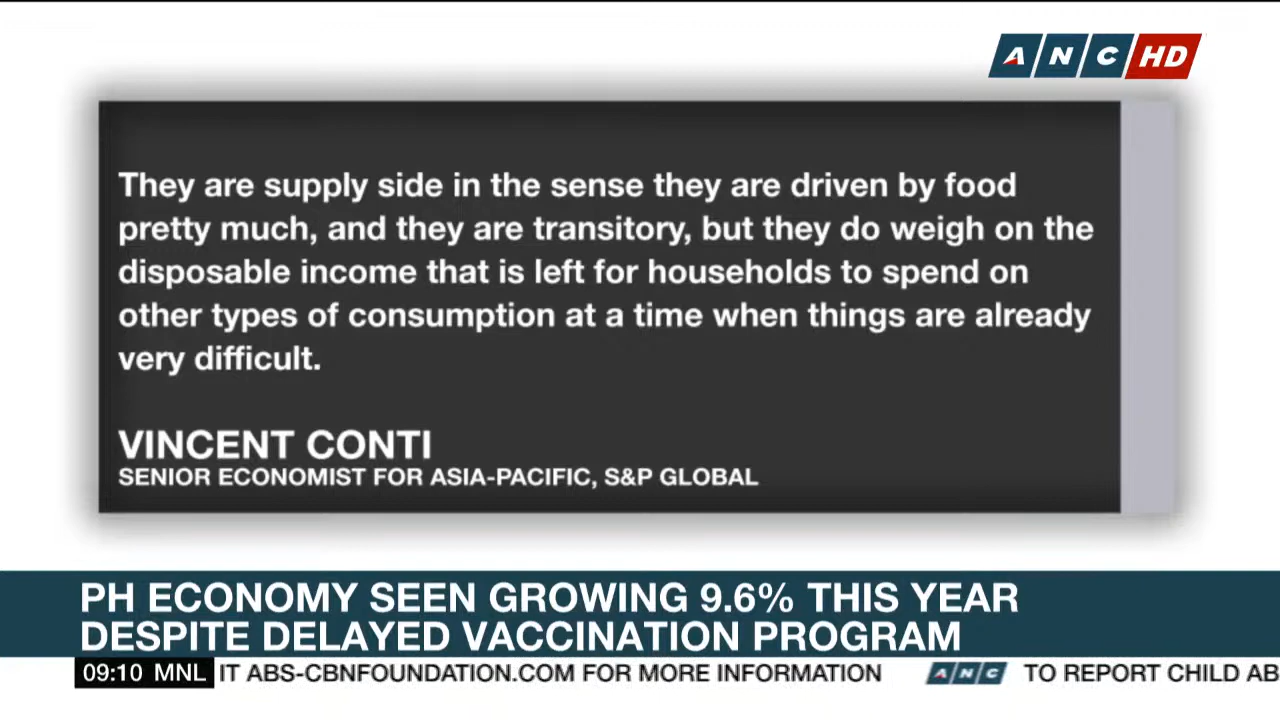 ANC HD
They are supply side in the sense they are driven by food
pretty much, and they are transitory, but they do weigh on the
disposable income that is left for households to spend on
other types of consumption at a time when things are already
very difficult.
VINCENT CONTI
SENIOR ECONOMIST FOR ASIA-PACIFIC, S&P GLOBAL
PH ECONOMY SEEN GROWING 9.6% THIS YEAR
DESPITE DELAYED VACCINATION PROGRAM
09:10 MNL IT ABS-CBNFOUNDATION.COM FOR MORE INFORMATION ANC TO REPORT CHILD AB